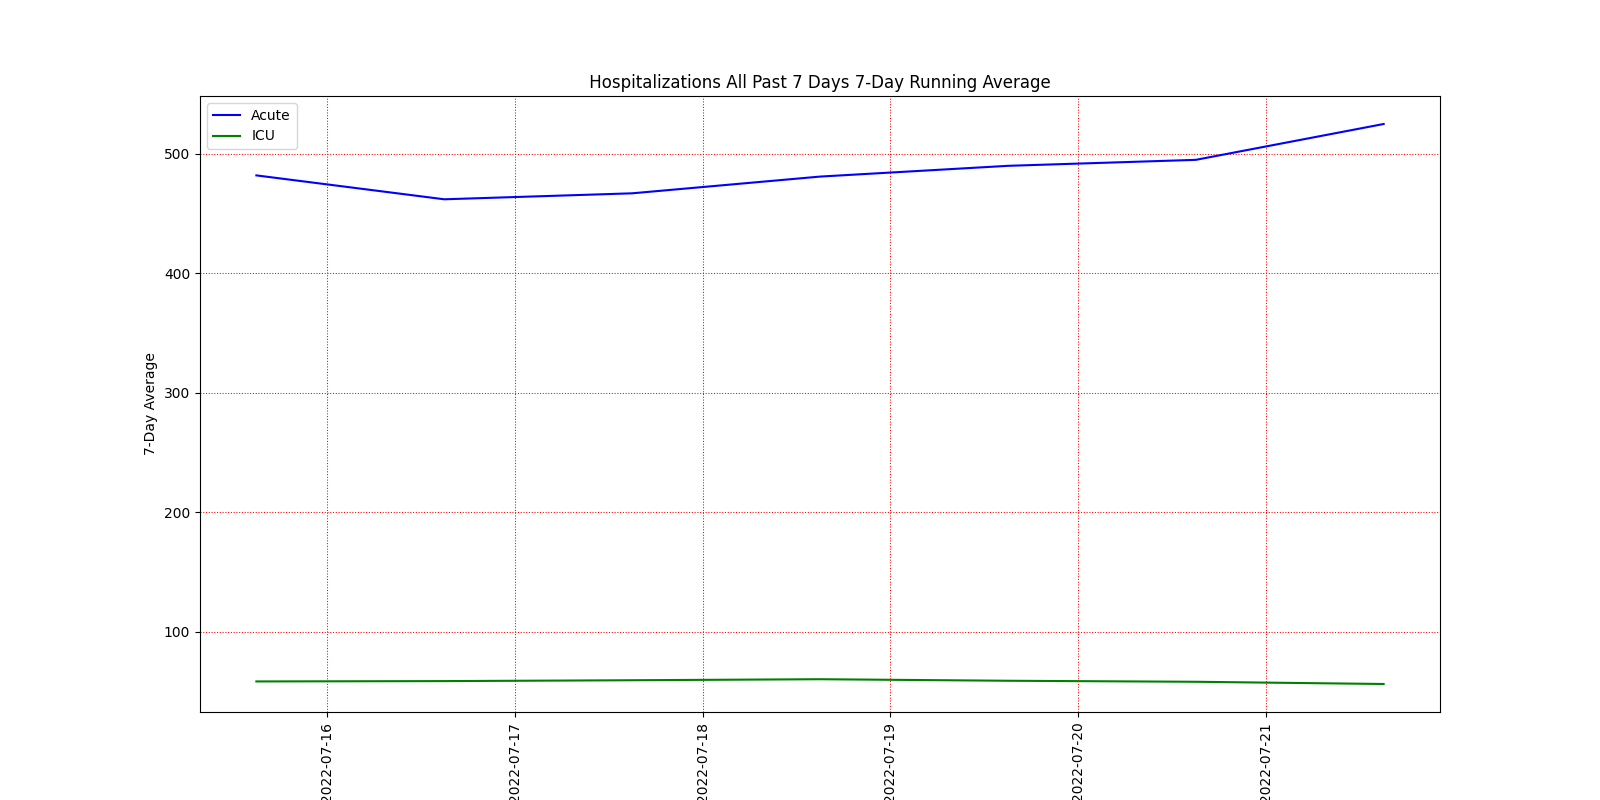 Hospitalizations All Past 7 Days 7-Day Running Average
Acute
ICU
500
400
300
200
100
7-Day Average
2022-07-16
2022-07-17
2022-07-18
2022-07-19
2022-07-20
2022-07-21